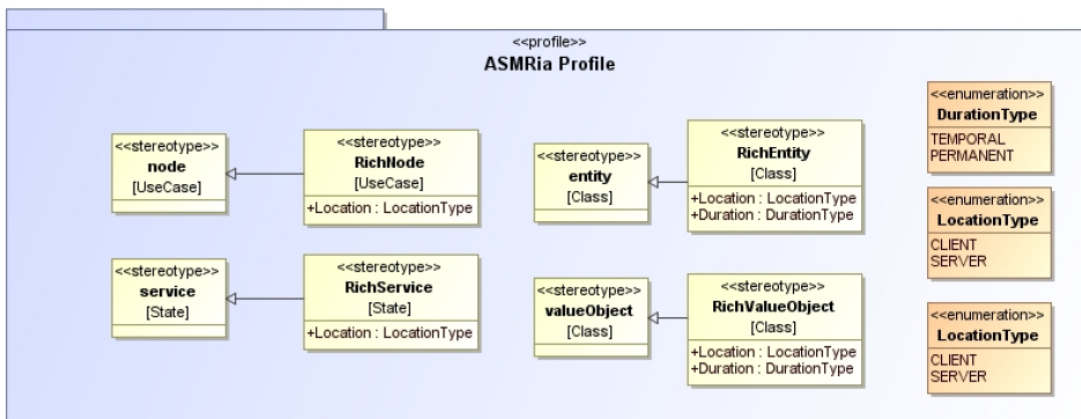 <<profile>>
ASMRia Profile
<<stereotype>>
node
[UseCase]
<<stereotype>>
RichNode
[UseCase]
+Location : LocationType
<<stereotype>>
entity
[Class]
<<stereotype>>
RichEntity
[Class]
+Location : LocationType
+Duration : DurationType
<<enumeration>>
DurationType
TEMPORAL
PERMANENT
<<enumeration>>
LocationType
CLIENT
SERVER
<<stereotype>>
service
[State]
<<stereotype>>
RichService
[State]
+Location : LocationType
<<stereotype>>
valueObject
[Class]
<<stereotype>>
RichValueObject
[Class]
+Location : LocationType
+Duration : DurationType
<<enumeration>>
LocationType
CLIENT
SERVER